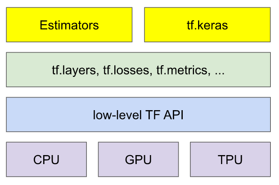 Estimators
tf.keras
tf.layers, tf.losses, tf.metrics, ...
low-level TF API
CPU
GPU
TPU